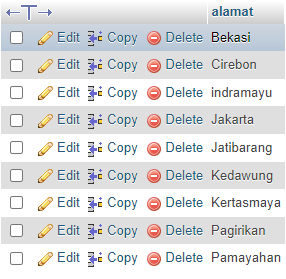 alamat
Edit Copy Delete Bekasi
Edit Copy Delete Cirebon
Edit Copy Delete indramayu
Edit Copy Delete Jakarta
Edit Copy Delete Jatibarang
Edit Copy Delete Kedawung
Edit Copy Delete Kertasmaya
Edit Copy Delete Pagirikan
Edit Copy Delete Pamayahan